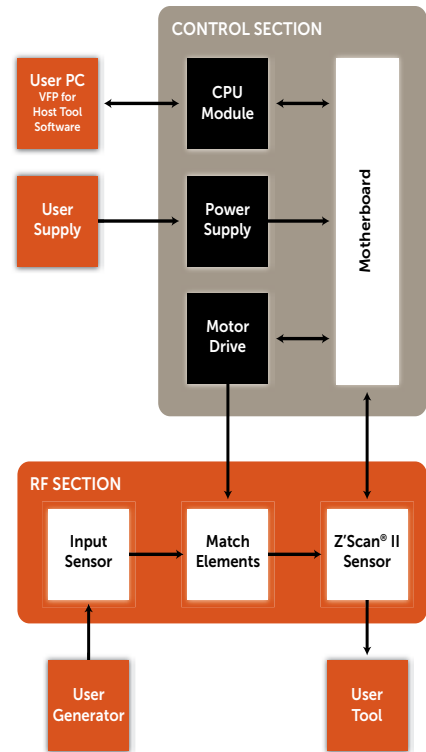 CONTROL SECTION
User PC
VFP for
Host Tool
Software
CPU
Module
Motherboard
User
Supply
Power
Supply
Motor
Drive
RF SECTION
Input
Sensor
Match
Elements
Z'Scan® II
Sensor
User
Generator
User
Tool